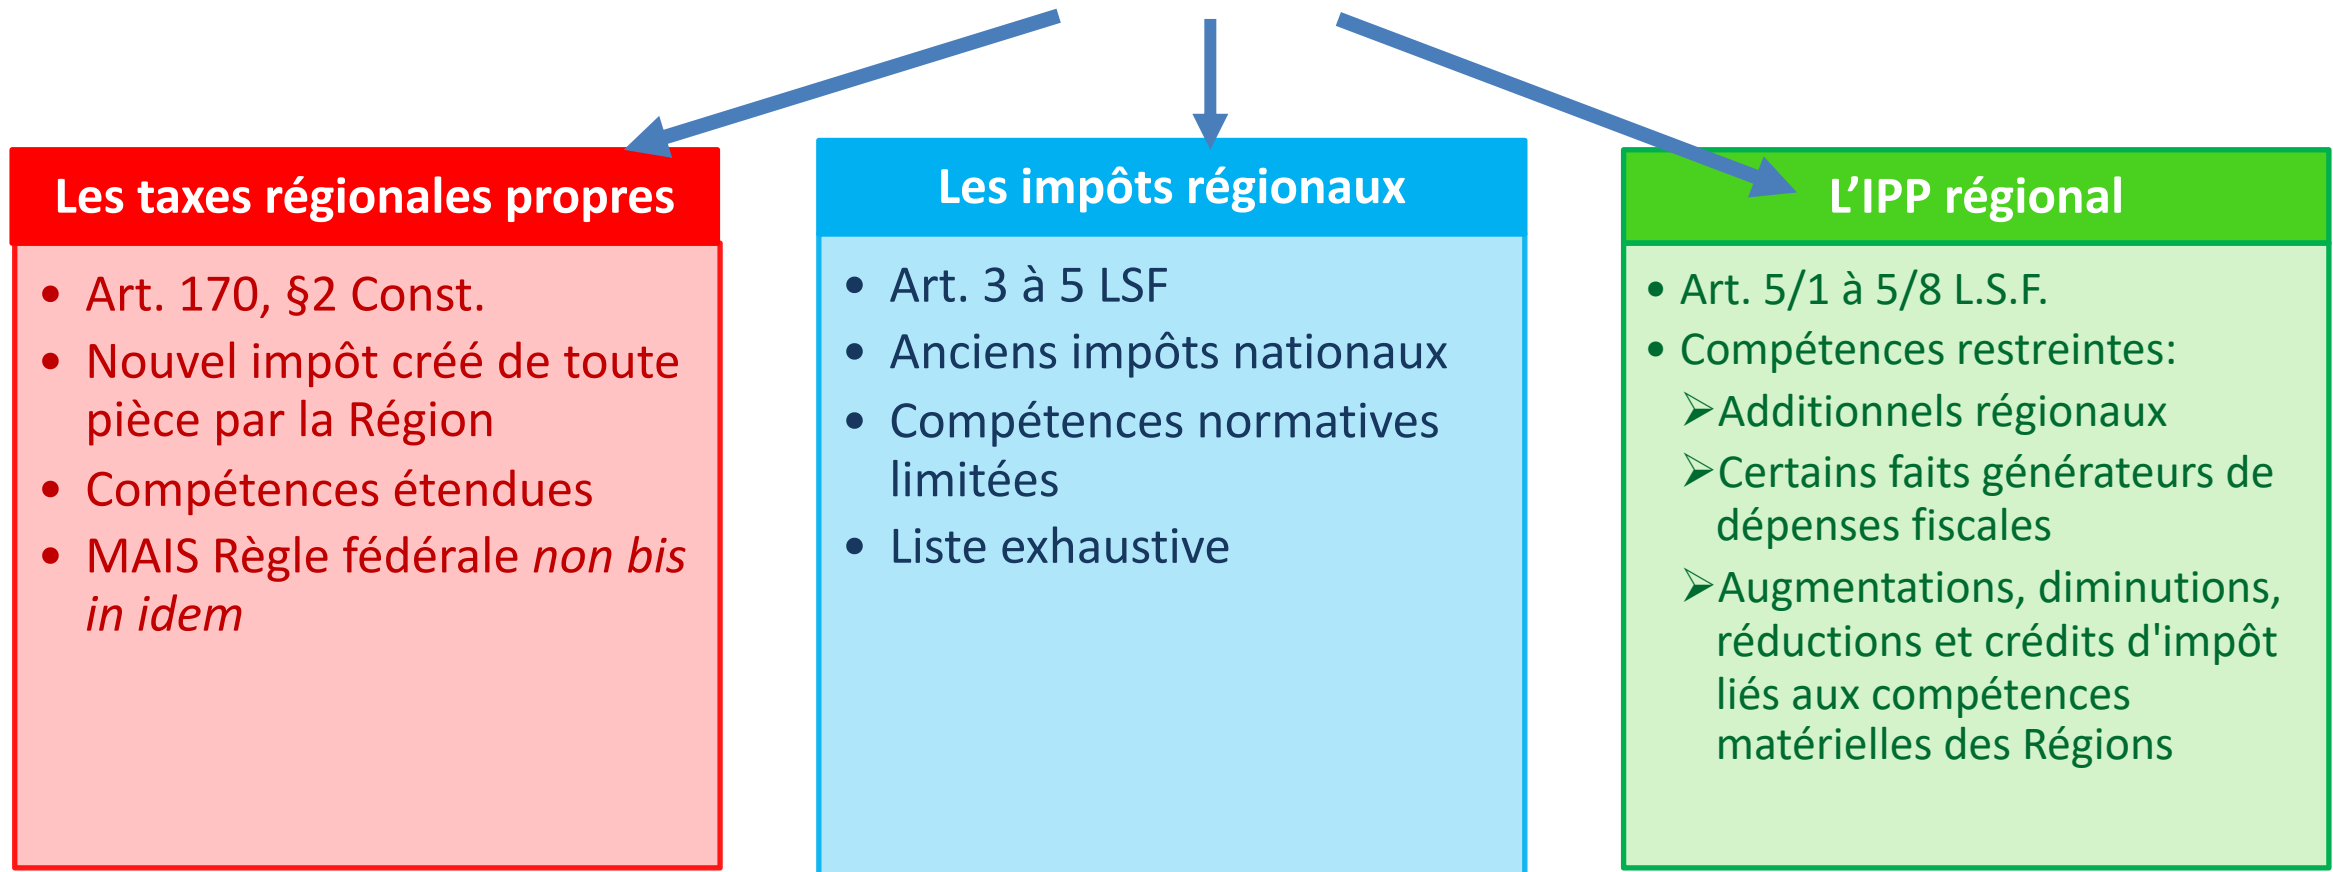 Les taxes régionales propres
• Art. 170, §2 Const.
• Nouvel impôt créé de toute
pièce par la Région
• Compétences étendues
• MAIS Règle fédérale non bis
in idem
Les impôts régionaux
• Art. 3 à 5 LSF
• Anciens impôts nationaux
• Compétences normatives
limitées
• Liste exhaustive
L’IPP régional
• Art. 5/1 à 5/8 L.S.F.
• Compétences restreintes:
➢Additionnels régionaux
➢Certains faits générateurs de
dépenses fiscales
➢Augmentations, diminutions,
réductions et crédits d'impôt
liés aux compétences
matérielles des Régions